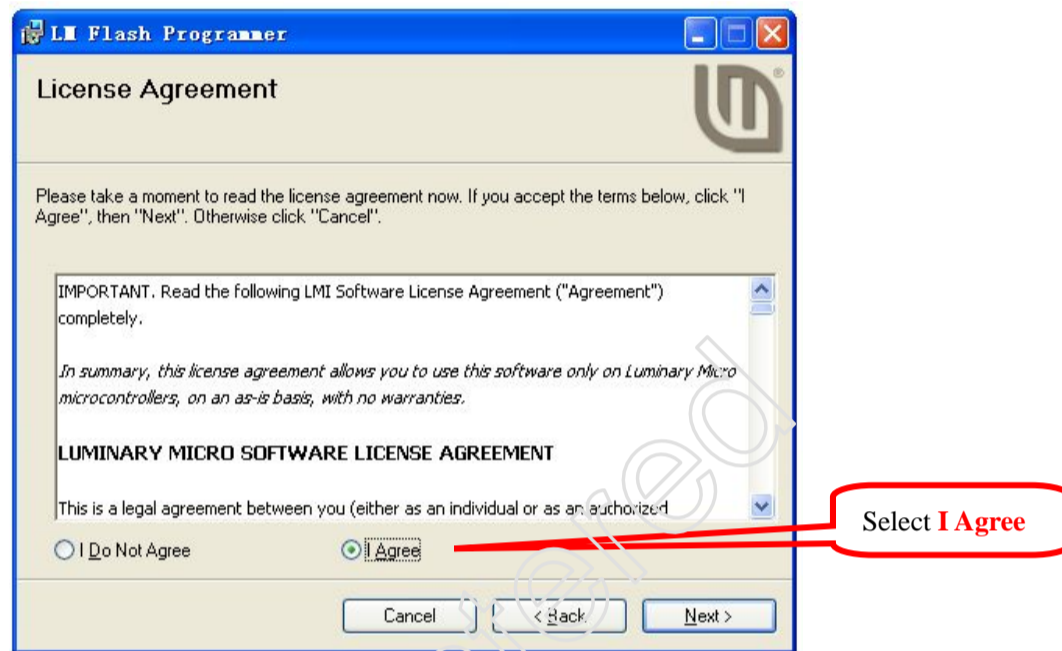 LM Flash Programmer
License Agreement
Please take a moment to read the license agreement now. If you accept the terms below, click "I
Agree", then "Next". Otherwise click "Cancel".
IMPORTANT. Read the following LMI Software License Agreement ("Agreement")
completely.
In summary, this license agreement allows you to use this software only on Luminary Micro
microcontrollers, on an as-is basis, with no warranties.
LUMINARY MICRO SOFTWARE LICENSE AGREEMENT
This is a legal agreement between you (either as an individual or as an authorized
I Do Not Agree
I Agree
Select I Agree
Cancel
< Back
Next >